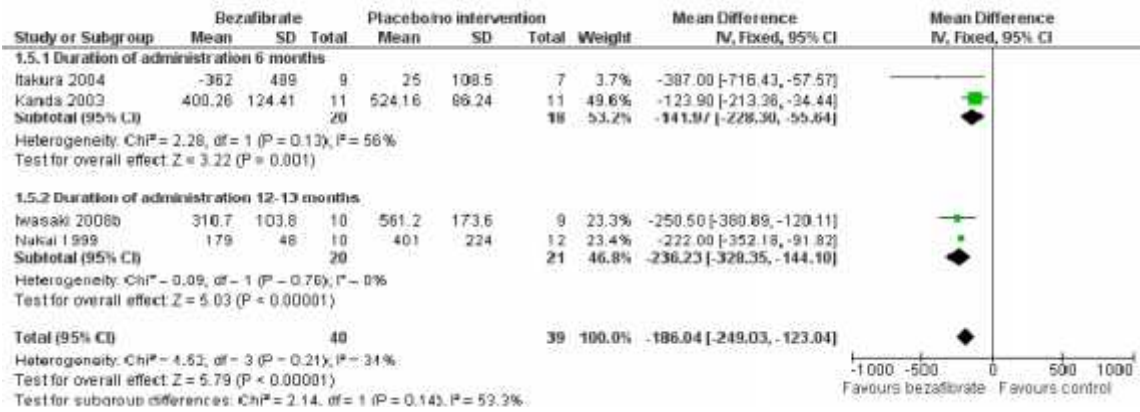 Bezafibrate Placebo/no intervention Mean Difference Mean Difference
Study or Subgroup Mean SD Total Mean SD Total Weight IV, Fixed, 95% CI IV, Fixed, 95% CI
1.5.1 Duration of administration 6 months
Itakura 2004 -362 489 9 25 108.5 7 3.7% -387.00 [-716.43, -57.57]
Kanda 2003 400.26 124.41 11 524.16 86.24 11 49.6% -123.90 [-213.36, -34.44]
Subtotal (95% CI) 20 18 53.2% -141.97 [-228.30, -55.64]
Heterogeneity: Chi² = 2.28, df = 1 (P = 0.13); I² = 56%
Test for overall effect: Z = 3.22 (P = 0.001)
1.5.2 Duration of administration 12-13 months
Iwasaki 2008b 310.7 103.8 10 561.2 173.6 9 23.3% -250.50 [-380.89, -120.11]
Nakai 1999 179 48 10 401 224 12 23.4% -222.00 [-352.18, -91.82]
Subtotal (95% CI) 20 21 46.8% -236.23 [-328.35, -144.10]
Heterogeneity: Chi² = 0.09, df = 1 (P = 0.76); I² = 0%
Test for overall effect: Z = 5.03 (P < 0.00001)
Total (95% CI) 40 39 100.0% -186.04 [-249.03, -123.04]
Heterogeneity: Chi² = 4.52, df = 3 (P = 0.21); I² = 34%
Test for overall effect: Z = 5.79 (P < 0.00001)
Test for subgroup differences: Chi² = 2.14, df = 1 (P = 0.14), I² = 53.3%
-1000 -500 0 500 1000
Favours bezafibrate Favours control